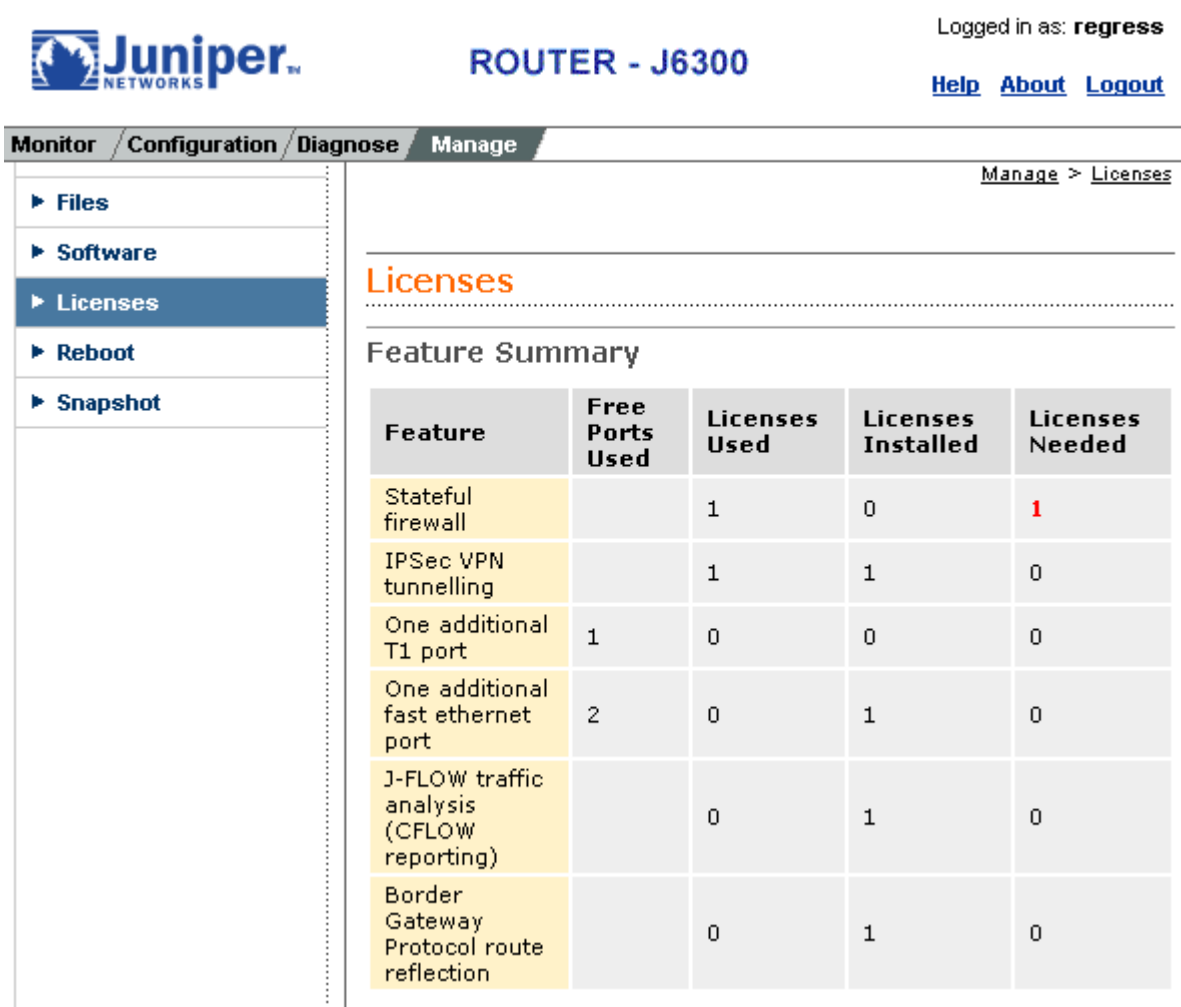 Juniper™
NETWORKS
ROUTER - J6300
Logged in as: regress
Help About Logout
Monitor Configuration Diagnose Manage
Manage > Licenses
Files
Software
Licenses
Reboot
Snapshot
Licenses
Feature Summary
Feature
Free
Ports
Used
Licenses
Used
Licenses
Installed
Licenses
Needed
Stateful
firewall
1
0
1
IPSec VPN
tunnelling
1
1
0
One additional
T1 port
1
0
0
0
One additional
fast ethernet
port
2
0
1
0
J-FLOW traffic
analysis
(CFLOW
reporting)
0
1
0
Border
Gateway
Protocol route
reflection
0
1
0